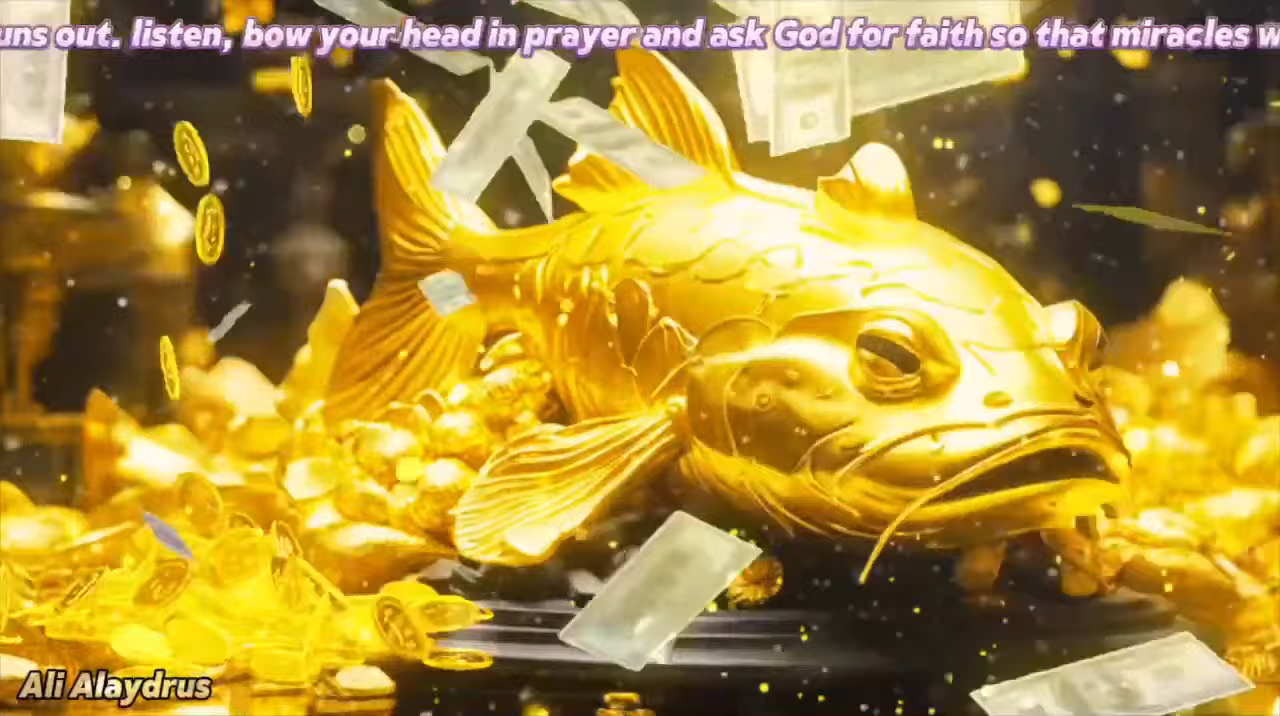 uns out. listen, bow your head in prayer and ask God for faith so that miracles w
Ali Alaydrus